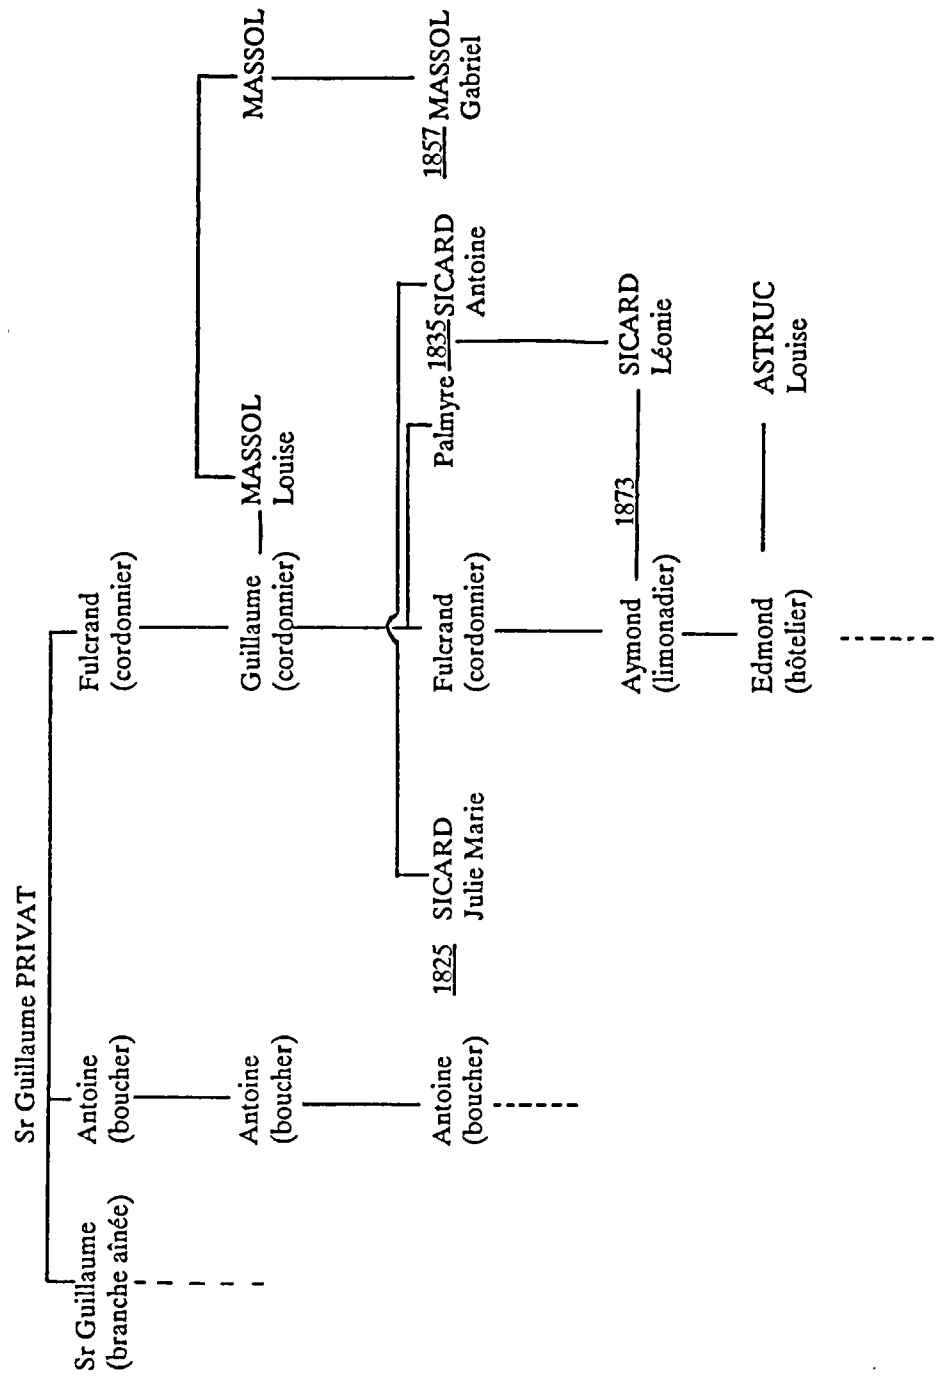 Sr Guillaume PRIVAT
Sr Guillaume
(branche aînée)
Antoine
(boucher)
Fulcrand
(cordonnier)
Antoine
(boucher)
Guillaume
(cordonnier)
MASSOL
Louise
MASSOL
Antoine
(boucher)
1825
SICARD
Julie Marie
Fulcrand
(cordonnier)
Palmyre
1835
SICARD
Antoine
1857
MASSOL
Gabriel
Aymond
(limonadier)
1873
SICARD
Léonie
Edmond
(hôtelier)
ASTRUC
Louise